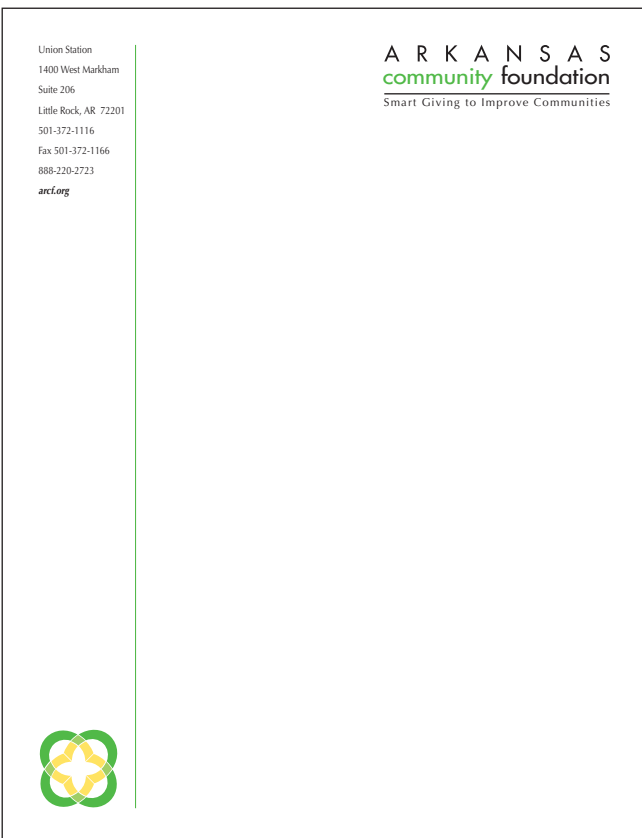 Union Station
1400 West Markham
Suite 206
Little Rock, AR  72201
501-372-1116
Fax 501-372-1166
888-220-2723
arcf.org
ARKANSAS
community foundation
Smart Giving to Improve Communities